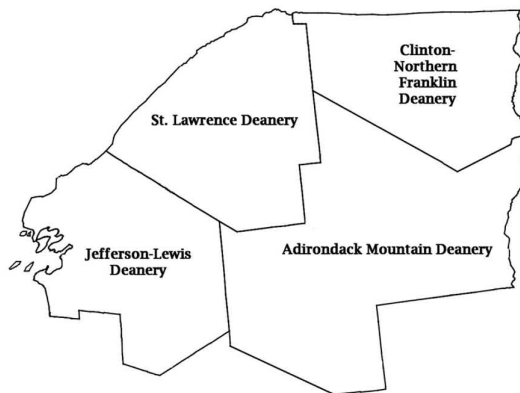 Clinton-
Northern
Franklin
Deanery
St. Lawrence Deanery
Jefferson-Lewis
Deanery
Adirondack Mountain Deanery